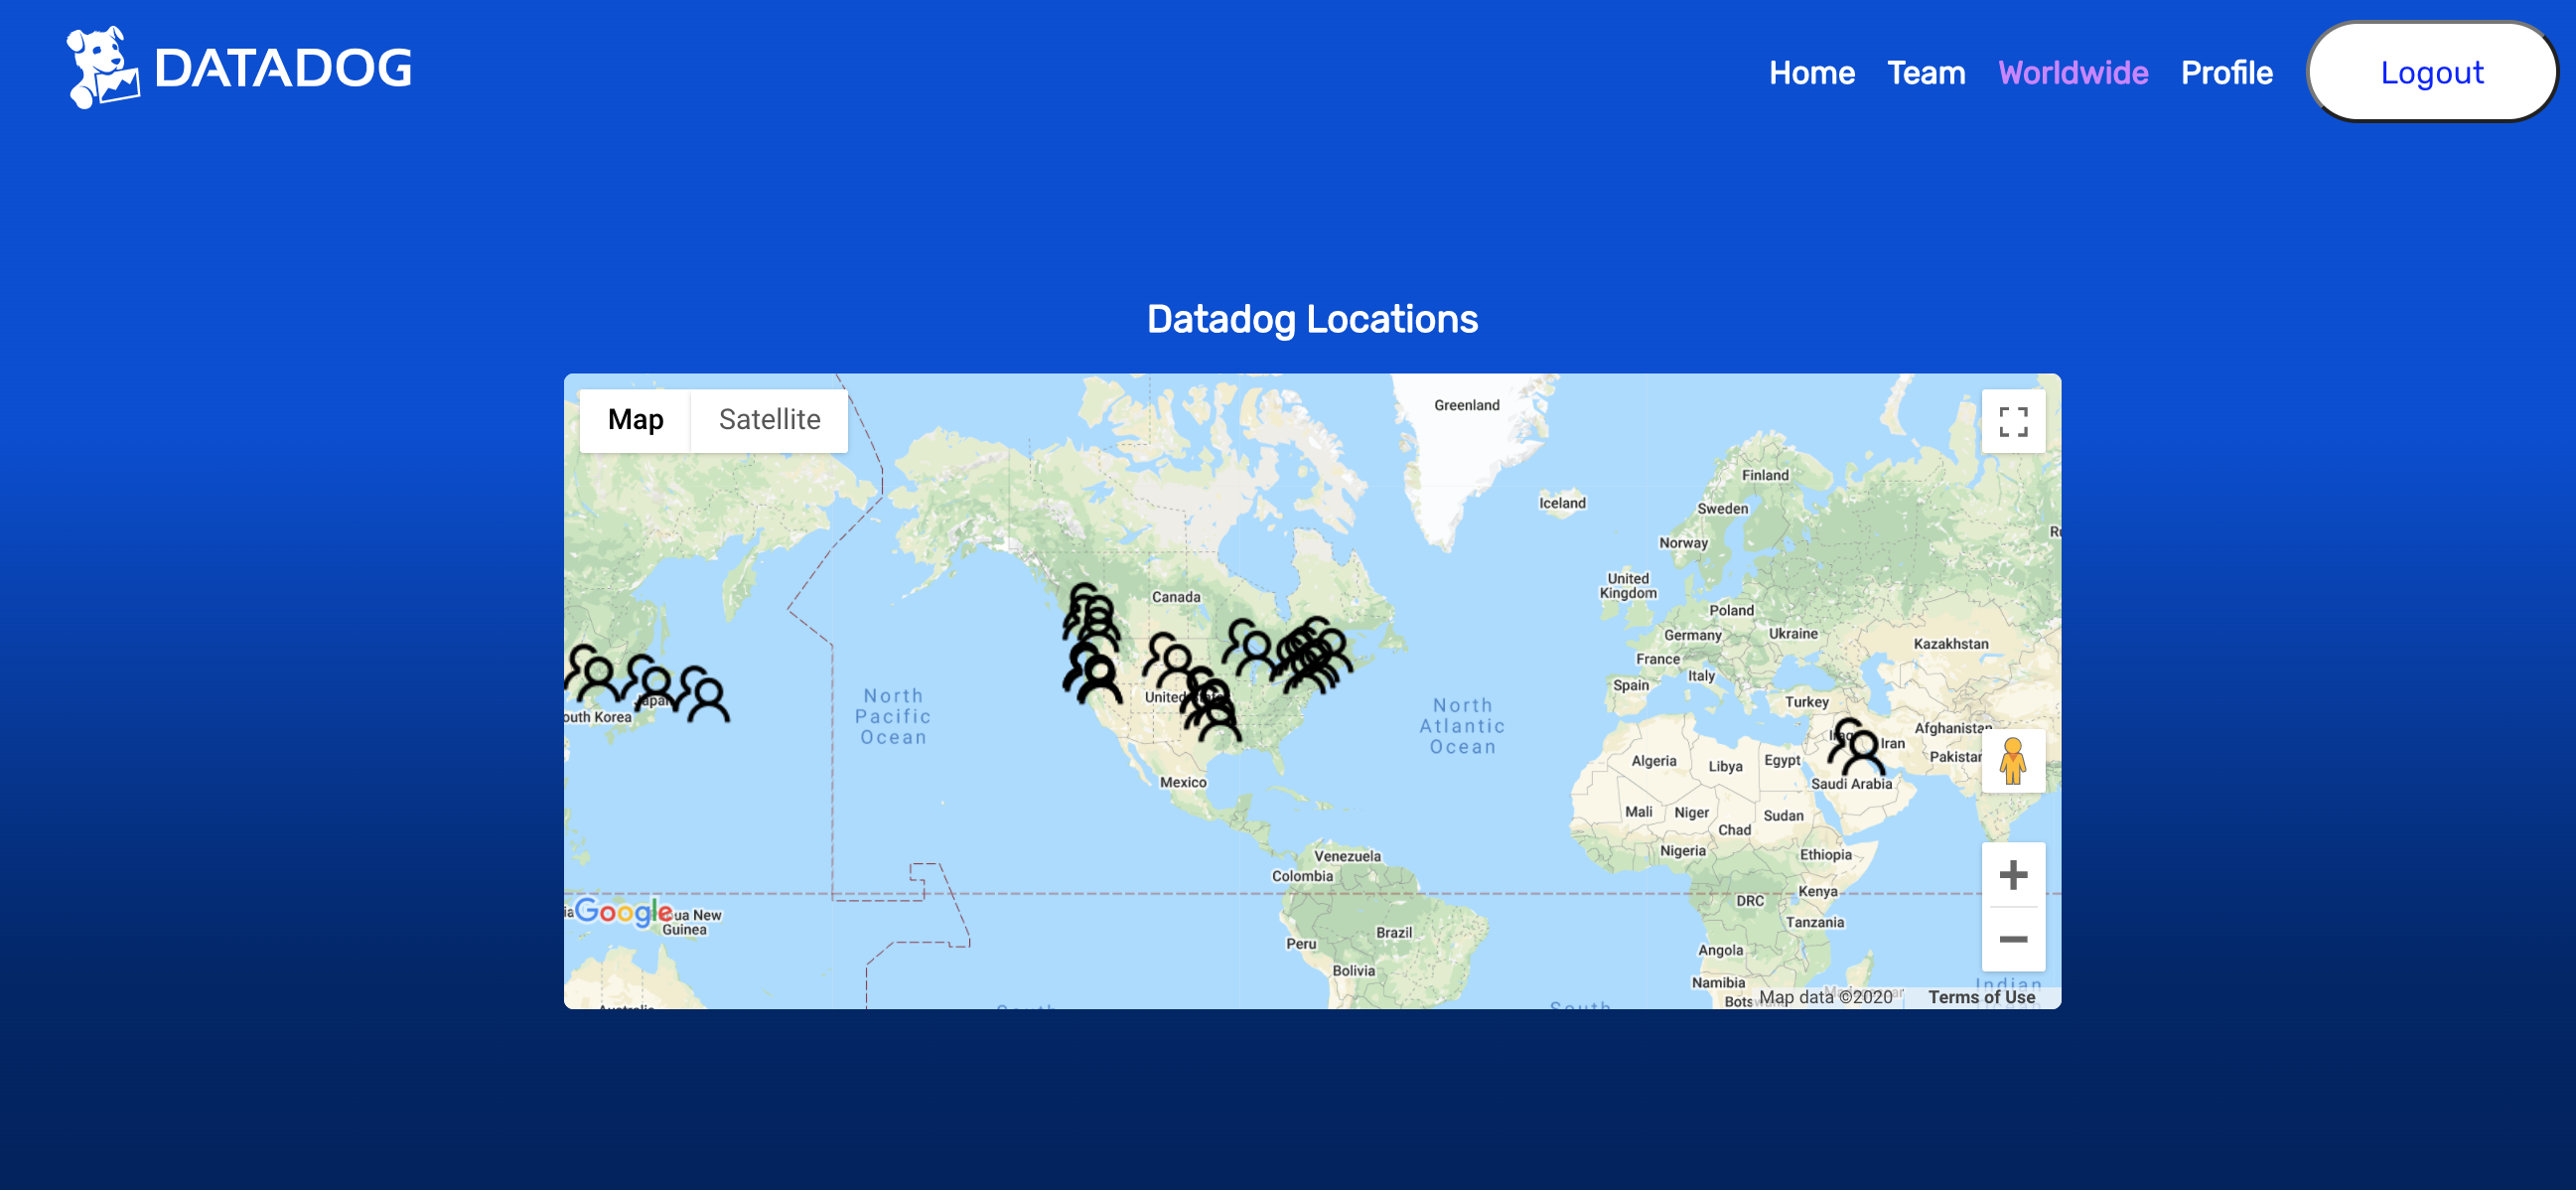 DATADOG
Home Team Worldwide Profile Logout
Datadog Locations
Map Satellite
Greenland
Finland
Iceland
Sweden
Norway
United
Kingdom
Canada
Poland
Germany
Ukraine
Kazakhstan
France
Italy
Spain
Turkey
North
Pacific
Ocean
North
Atlantic
Ocean
Japan
outh Korea
United
Afghanistan
Iraq
Iran
Pakistan
Algeria
Libya
Egypt
Saudi Arabia
Mexico
Mali
Niger
Sudan
Chad
Nigeria
Ethiopia
Venezuela
Colombia
Kenya
DRC
Google
ua New
Guinea
Tanzania
Brazil
Peru
Angola
Bolivia
Namibia
Indian
Map data ©2020
Terms of Use